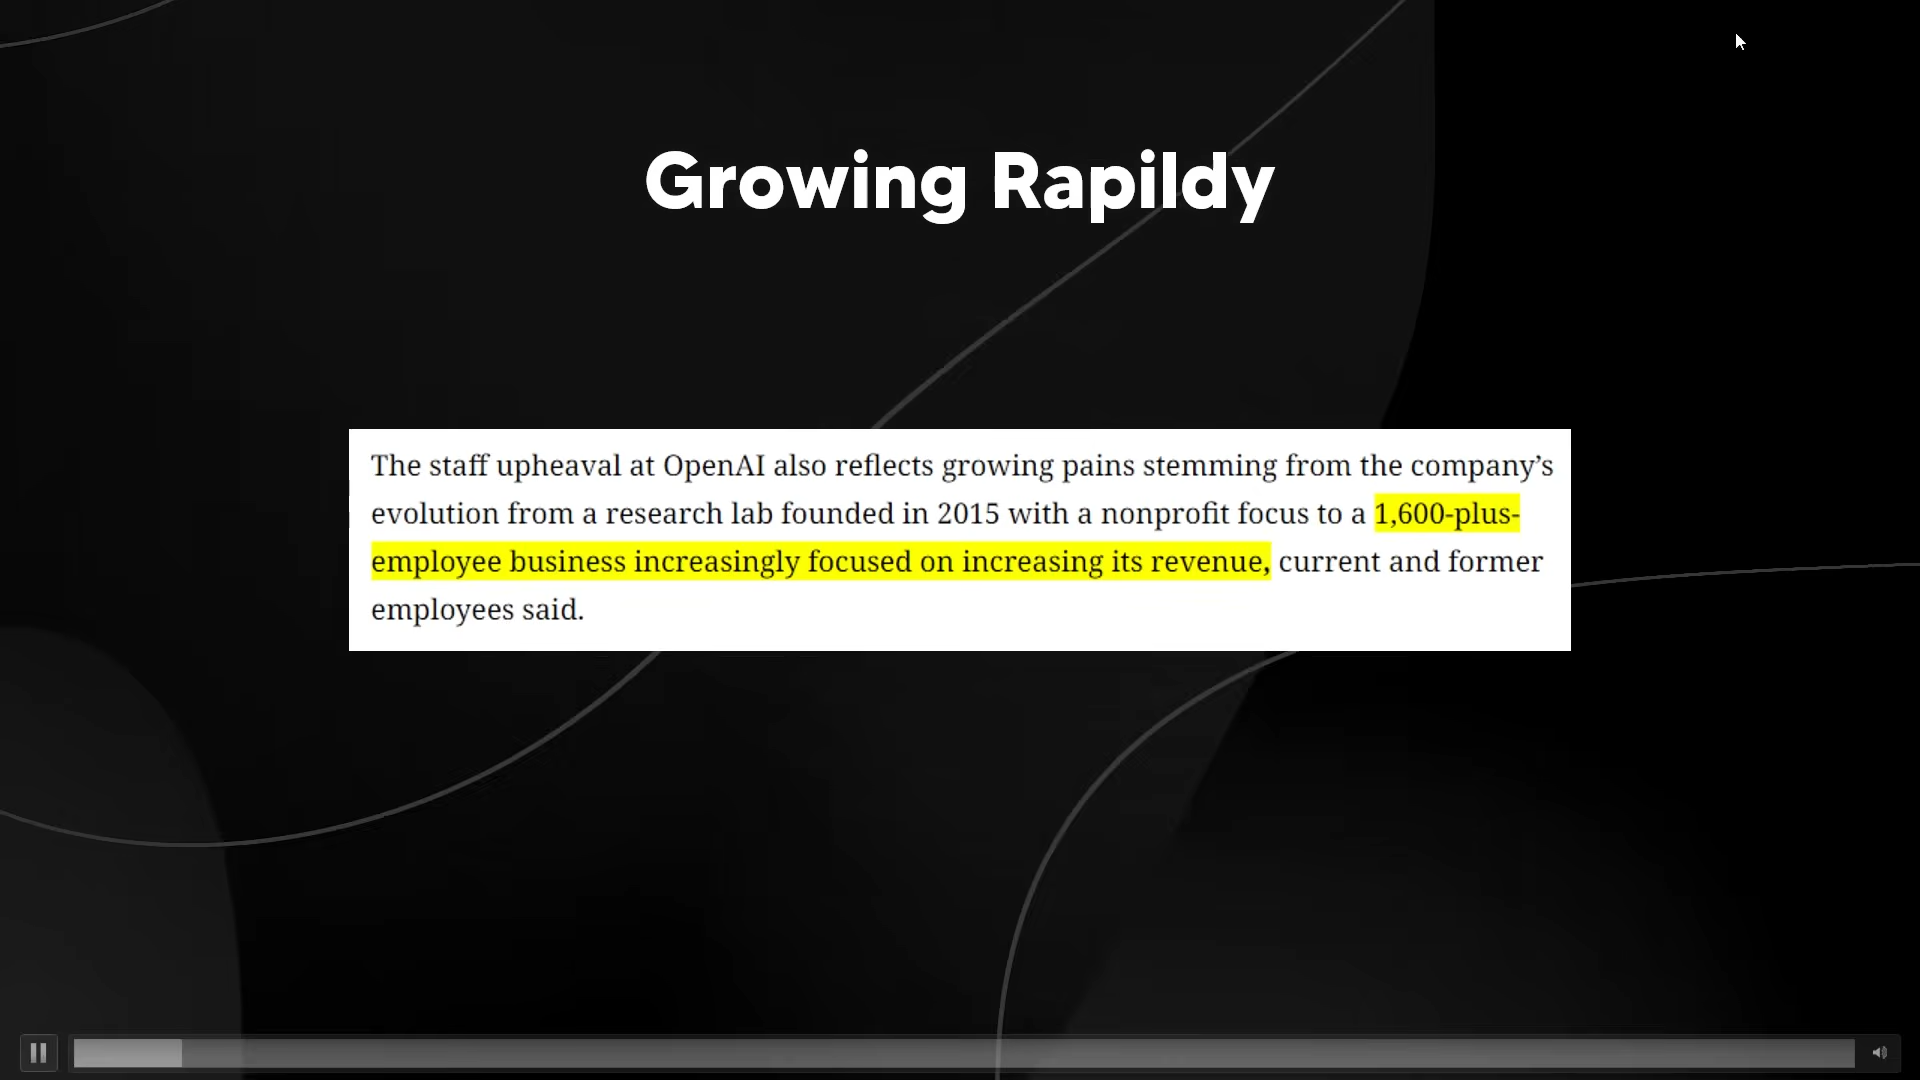 Growing Rapildy
The staff upheaval at OpenAI also reflects growing pains stemming from the company’s
evolution from a research lab founded in 2015 with a nonprofit focus to a 1,600-plus-
employee business increasingly focused on increasing its revenue, current and former
employees said.